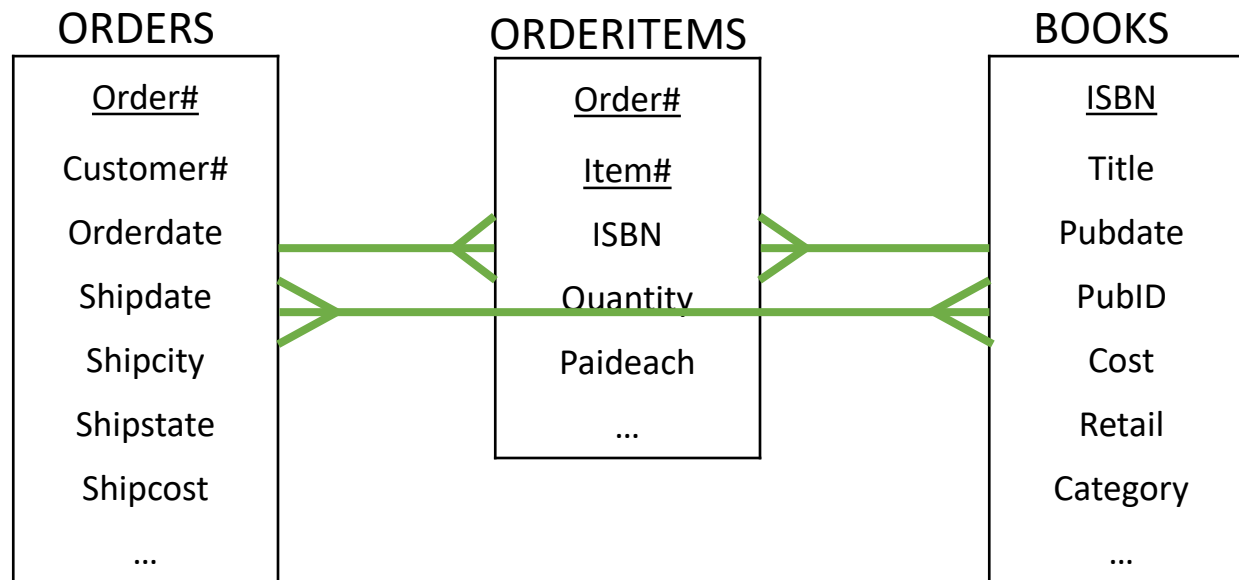 ORDERS
Order#
Customer#
Orderdate
Shipdate
Shipcity
Shipstate
Shipcost
...
ORDERITEMS
Order#
Item#
ISBN
Quantity
Paideach
...
BOOKS
ISBN
Title
Pubdate
PubID
Cost
Retail
Category
...